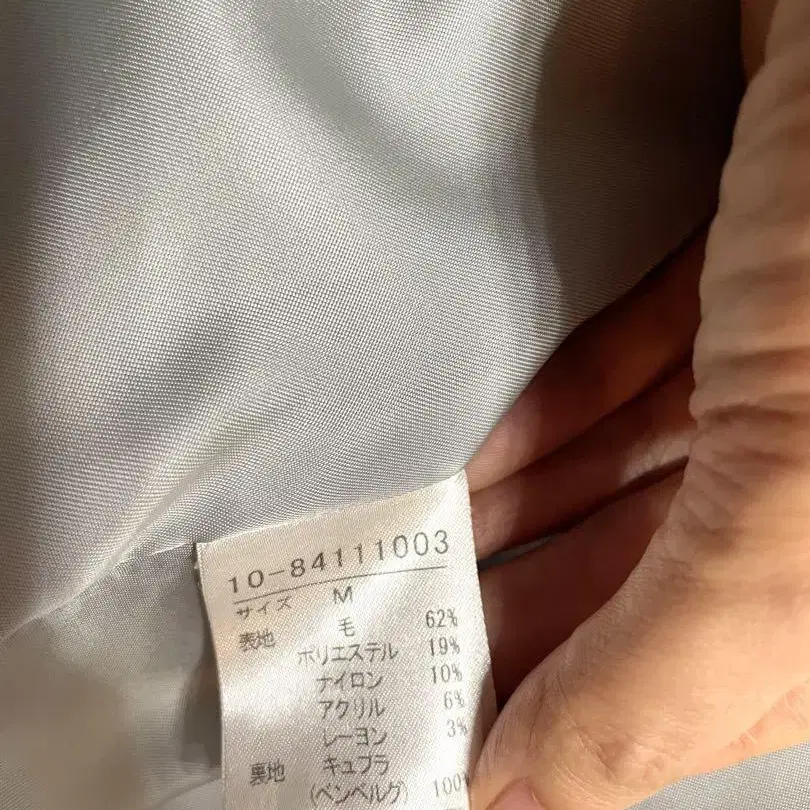 10-84111003
サイズ M
表地 毛 62%
ポリエステル 19%
ナイロン 10%
アクリル 6%
レーヨン 3%
裏地 キュプラ
(ベンベルグ) 100%